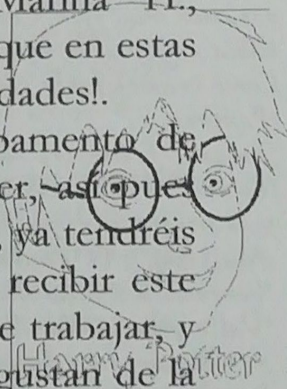 que en estas
dades!.
pamento de
er, así pues
ya tendréis
recibir este
e trabajar, y
Harry Potter
gustan de la